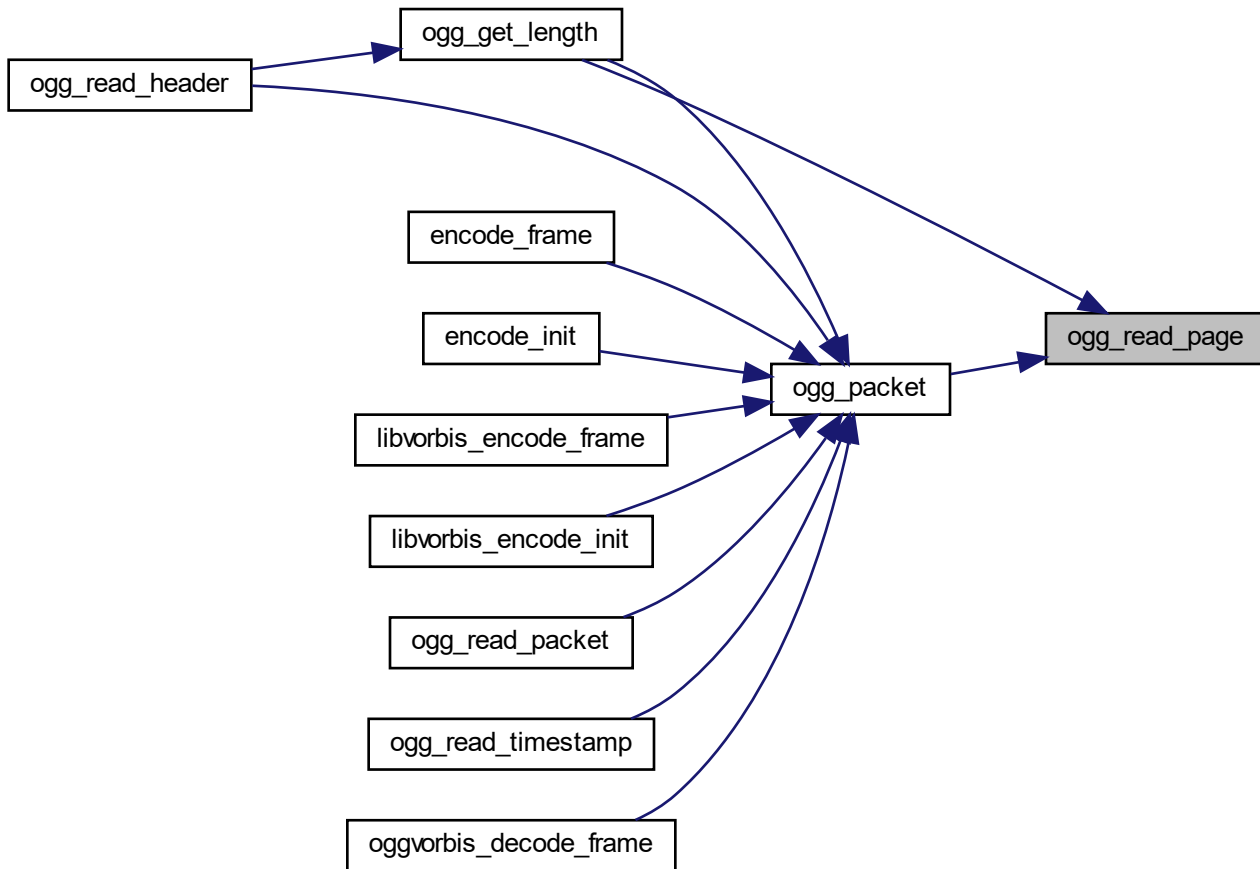 ogg_get_length
ogg_read_header
encode_frame
encode_init
ogg_read_page
ogg_packet
libvorbis_encode_frame
libvorbis_encode_init
ogg_read_packet
ogg_read_timestamp
oggvorbis_decode_frame